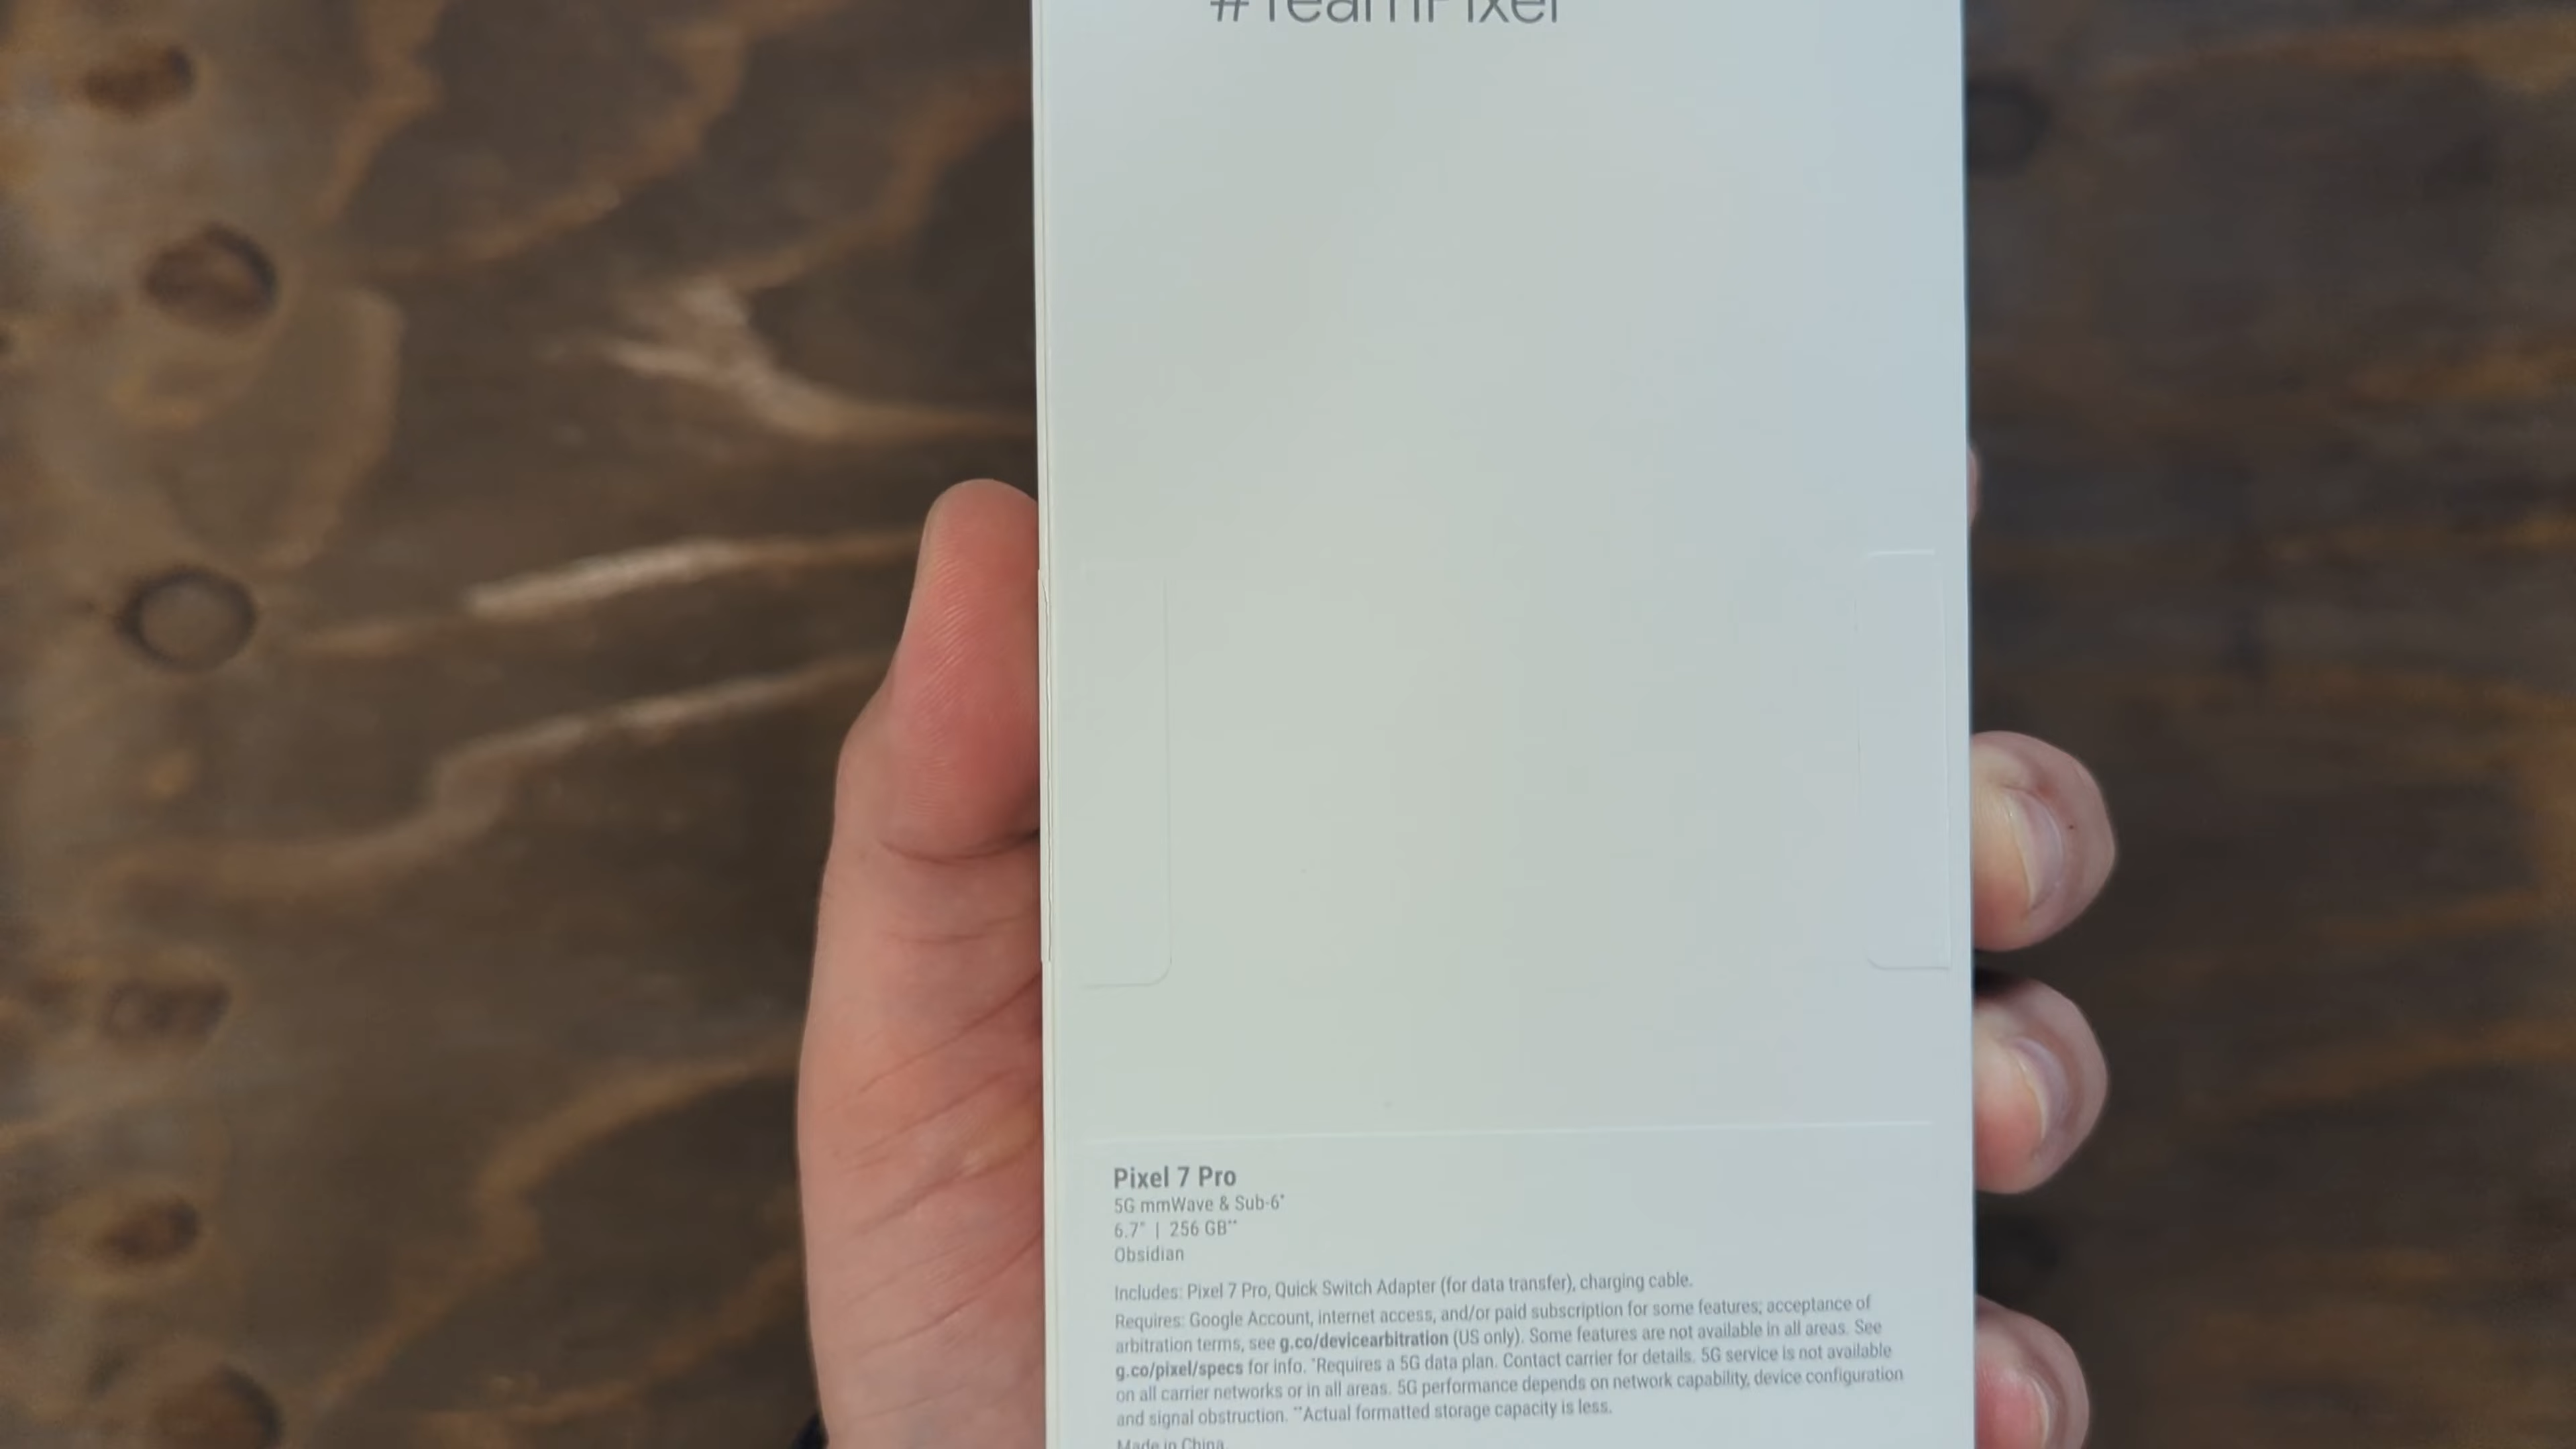 #TeamPixel
Pixel 7 Pro
5G mmWave & Sub-6*
6.7" | 256 GB**
Obsidian
Includes: Pixel 7 Pro, Quick Switch Adapter (for data transfer), charging cable.
Requires: Google Account, internet access, and/or paid subscription for some features; acceptance of
arbitration terms, see g.co/devicearbitration (US only). Some features are not available in all areas. See
g.co/pixel/specs for info. *Requires a 5G data plan. Contact carrier for details. 5G service is not available
on all carrier networks or in all areas. 5G performance depends on network capability, device configuration
and signal obstruction. **Actual formatted storage capacity is less.
Made in China